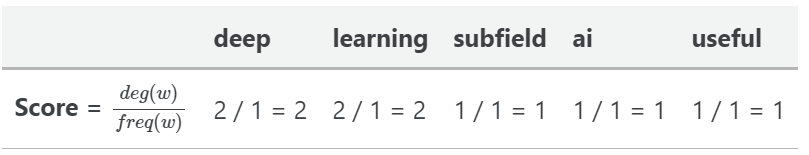 deep learning subfield ai useful
Score = deg(w)/freq(w) 2 / 1 = 2 2 / 1 = 2 1 / 1 = 1 1 / 1 = 1 1 / 1 = 1